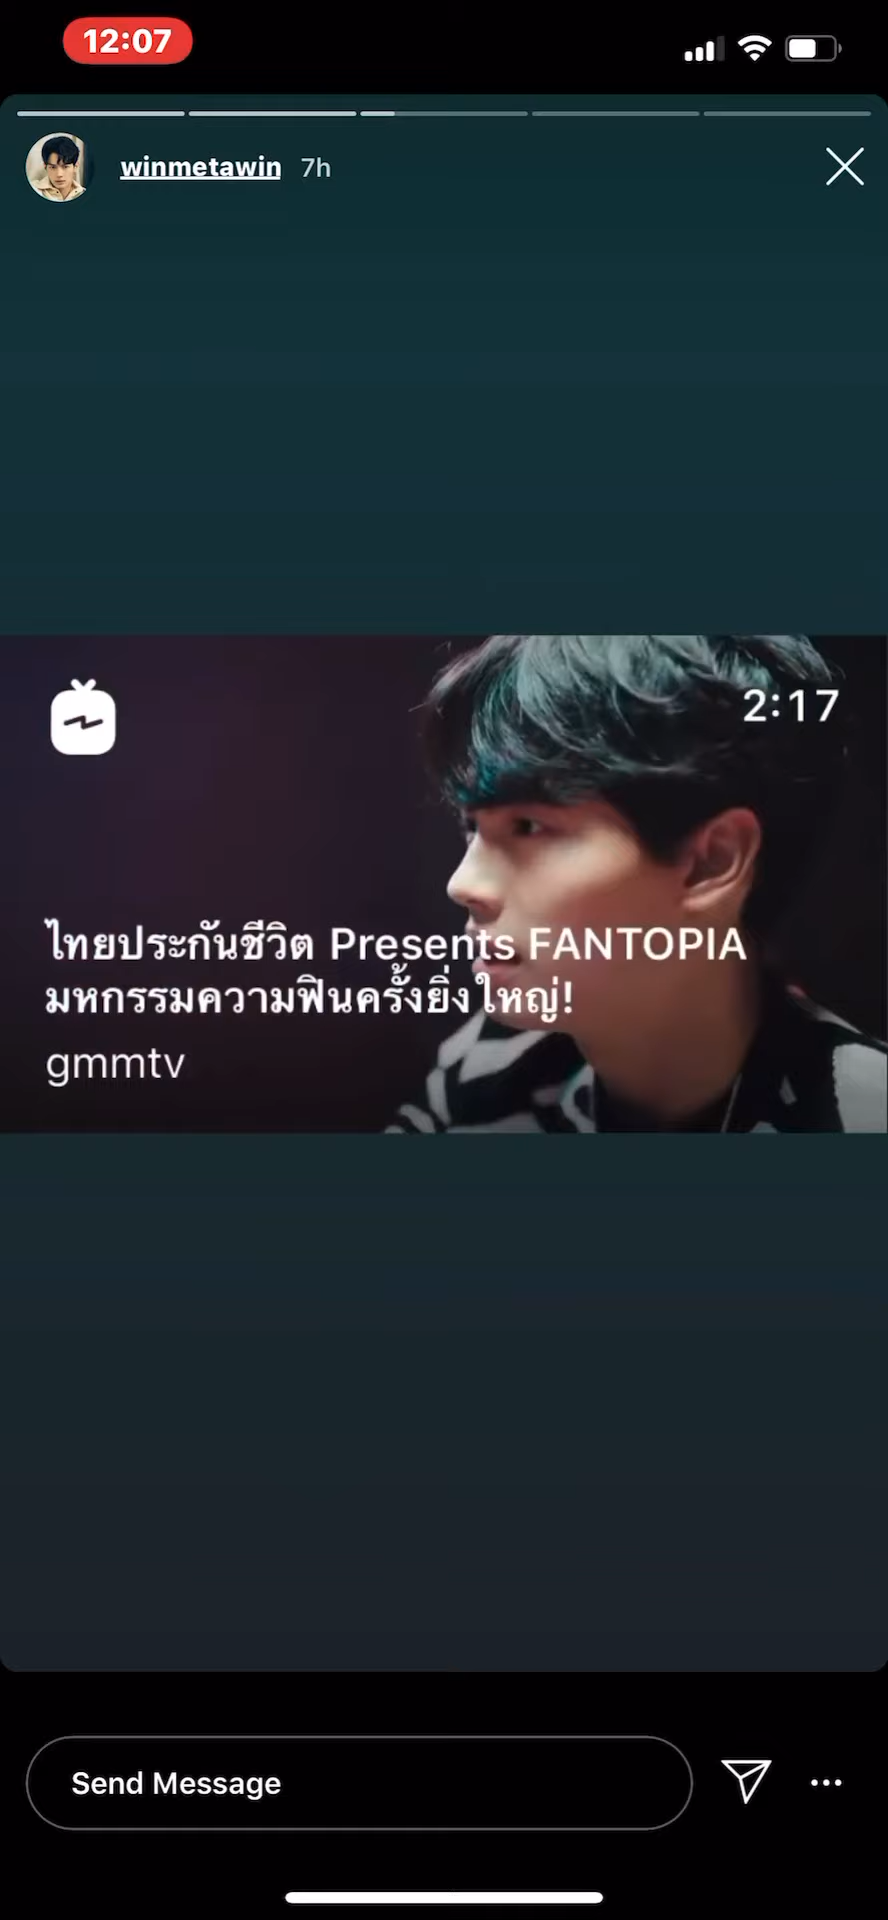 12:07
winmetawin 7h
2:17
ไทยประกันชีวิต Presents FANTOPIA
มหกรรมความฟินครั้งยิ่งใหญ่!
gmmtv
Send Message